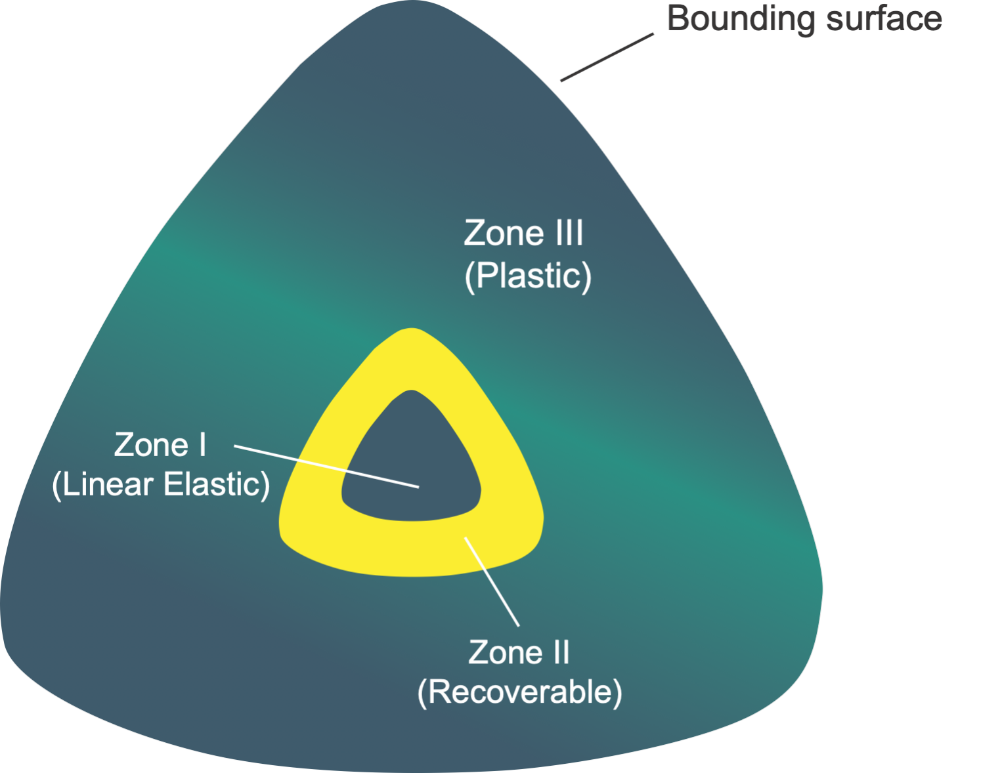 Bounding surface
Zone III
(Plastic)
Zone I
(Linear Elastic)
Zone II
(Recoverable)